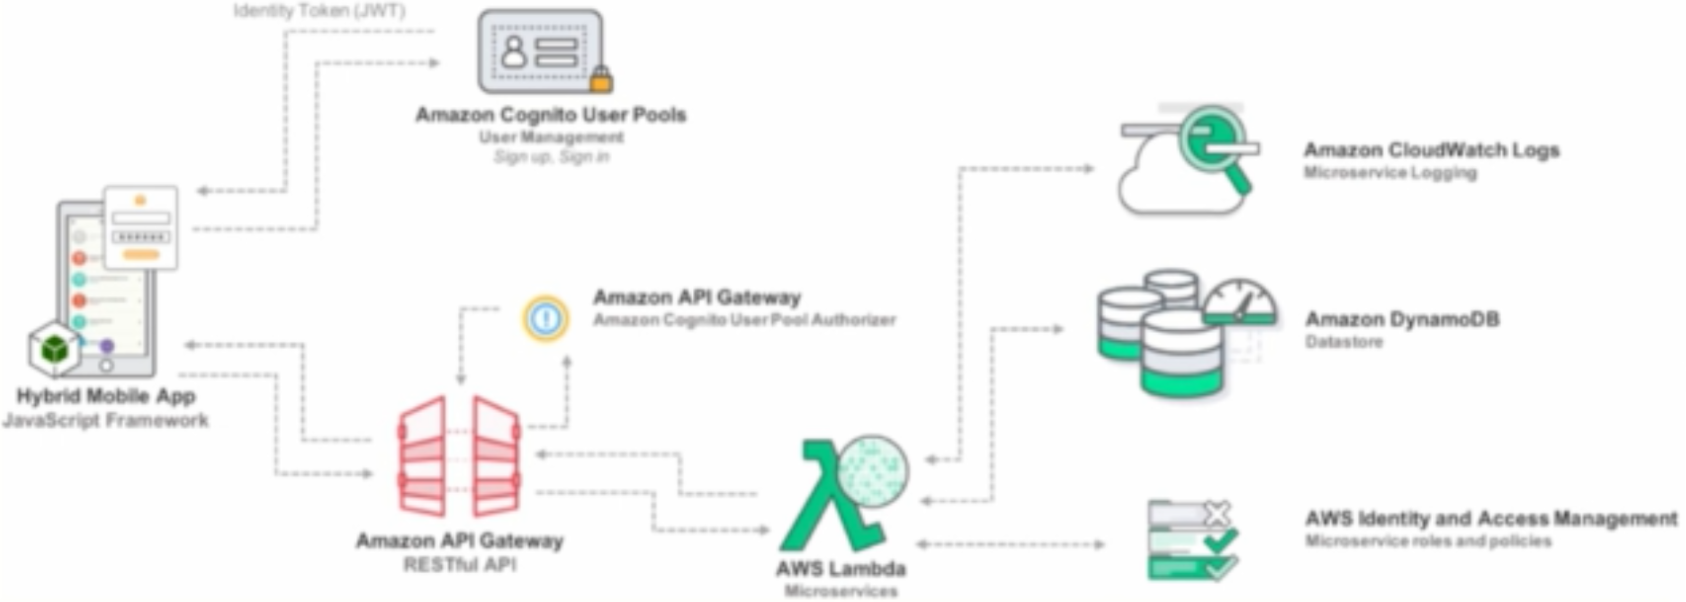 Identity Token (JWT)
Amazon Cognito User Pools
User Management
Sign up, Sign in
Amazon CloudWatch Logs
Microservice Logging
Amazon API Gateway
Amazon Cognito User Pool Authorizer
Amazon DynamoDB
Datastore
Hybrid Mobile App
JavaScript Framework
Amazon API Gateway
RESTful API
AWS Lambda
Microservices
AWS Identity and Access Management
Microservice roles and policies